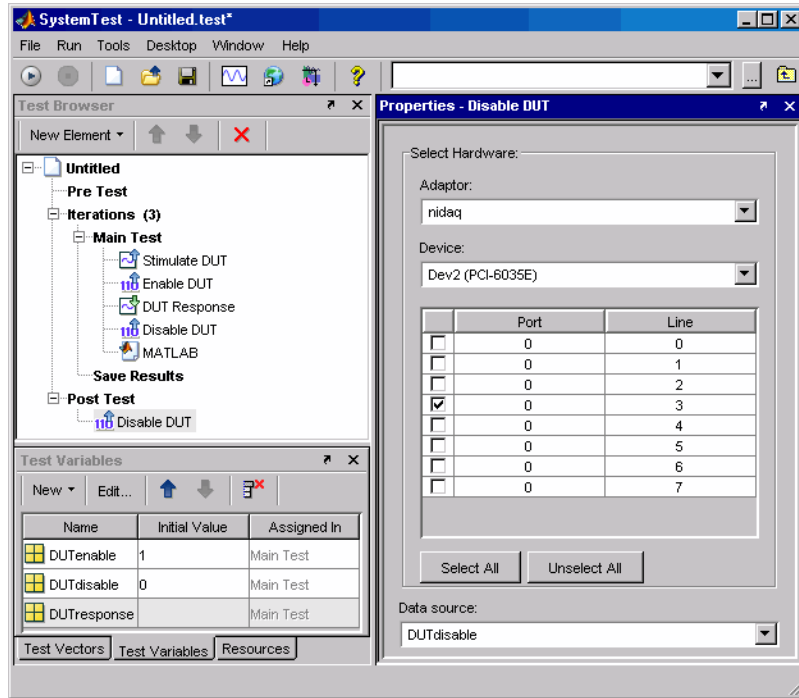 SystemTest - Untitled.test*
File Run Tools Desktop Window Help
...
Test Browser
New Element
Untitled
Pre Test
Iterations (3)
Main Test
Stimulate DUT
110 Enable DUT
DUT Response
110 Disable DUT
MATLAB
Save Results
Post Test
110 Disable DUT
Test Variables
New Edit...
Name Initial Value Assigned In
DUTenable 1 Main Test
DUTdisable 0 Main Test
DUTresponse Main Test
Test Vectors Test Variables Resources
Properties - Disable DUT
Select Hardware:
Adaptor:
nidaq
Device:
Dev2 (PCI-6035E)
Port Line
0 0
0 1
0 2
0 3
0 4
0 5
0 6
0 7
Select All Unselect All
Data source:
DUTdisable